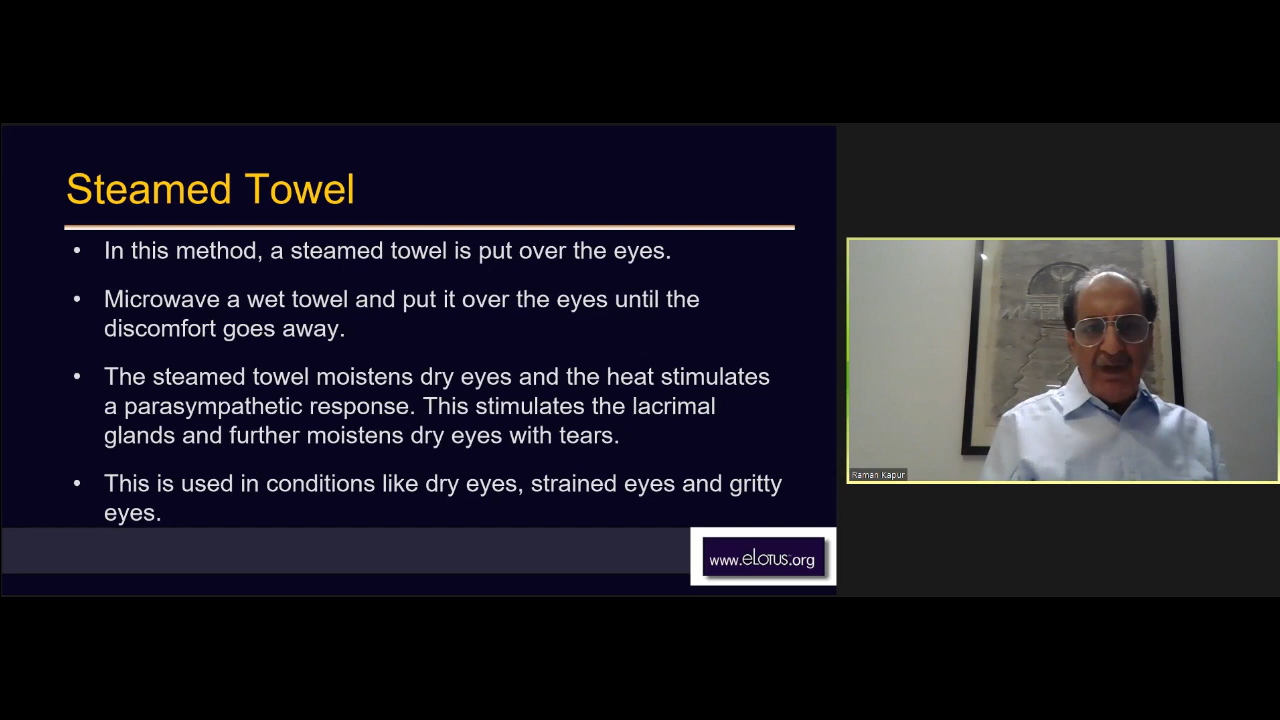 Steamed Towel
• In this method, a steamed towel is put over the eyes.
• Microwave a wet towel and put it over the eyes until the
discomfort goes away.
• The steamed towel moistens dry eyes and the heat stimulates
a parasympathetic response. This stimulates the lacrimal
glands and further moistens dry eyes with tears.
• This is used in conditions like dry eyes, strained eyes and gritty
eyes.
www.eLotus.org
Raman Kapur